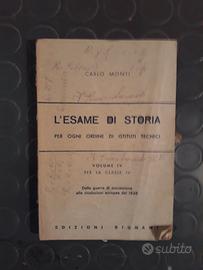 CARLO MONTI
L'ESAME DI STORIA
PER OGNI ORDINE DI ISTITUTI TECNICI
VOLUME IV
PER LA CLASSE IV
Dalla guerra di successione
alle rivoluzioni europee del 1848
EDIZIONI BIGNAMI
subito